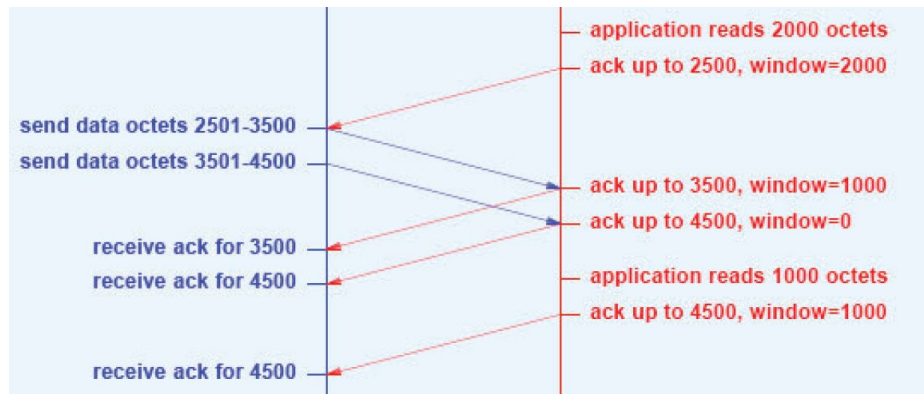 application reads 2000 octets
ack up to 2500, window=2000
send data octets 2501-3500
send data octets 3501-4500
ack up to 3500, window=1000
ack up to 4500, window=0
receive ack for 3500
receive ack for 4500
application reads 1000 octets
ack up to 4500, window=1000
receive ack for 4500